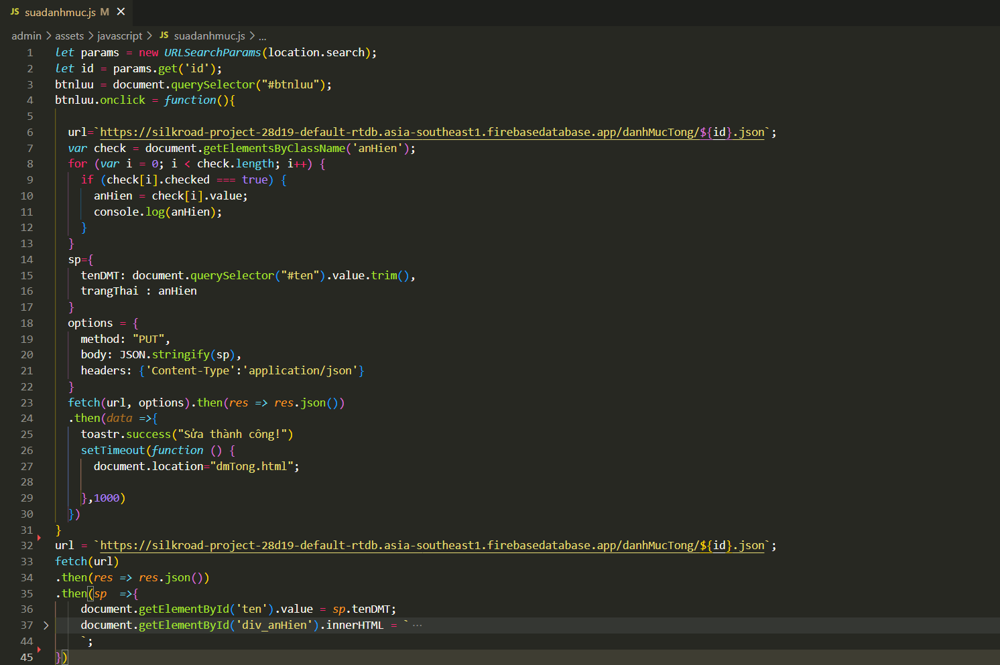 JS suadanhmuc.js M ✕
admin > assets > javascript > JS suadanhmuc.js > ...
1 let params = new URLSearchParams(location.search);
2 let id = params.get('id');
3 btnluu = document.querySelector("#btnluu");
4 btnluu.onclick = function(){
5
6 url=`https://silkroad-project-28d19-default-rtdb.asia-southeast1.firebasedatabase.app/danhMucTong/${id}.json`;
7 var check = document.getElementsByClassName('anHien');
8 for (var i = 0; i < check.length; i++) {
9 if (check[i].checked === true) {
10 anHien = check[i].value;
11 console.log(anHien);
12 }
13 }
14 sp={
15 tenDMT: document.querySelector("#ten").value.trim(),
16 trangThai : anHien
17 }
18 options = {
19 method: "PUT",
20 body: JSON.stringify(sp),
21 headers: {'Content-Type':'application/json'}
22 }
23 fetch(url, options).then(res => res.json())
24 .then(data =>{
25 toastr.success("Sửa thành công!")
26 setTimeout(function () {
27 document.location="dmTong.html";
28
29 },1000)
30 })
31 }
32 url = `https://silkroad-project-28d19-default-rtdb.asia-southeast1.firebasedatabase.app/danhMucTong/${id}.json`;
33 fetch(url)
34 .then(res => res.json())
35 .then(sp =>{
36 document.getElementById('ten').value = sp.tenDMT;
37 > document.getElementById('div_anHien').innerHTML = ` ...
44 `;
45 })